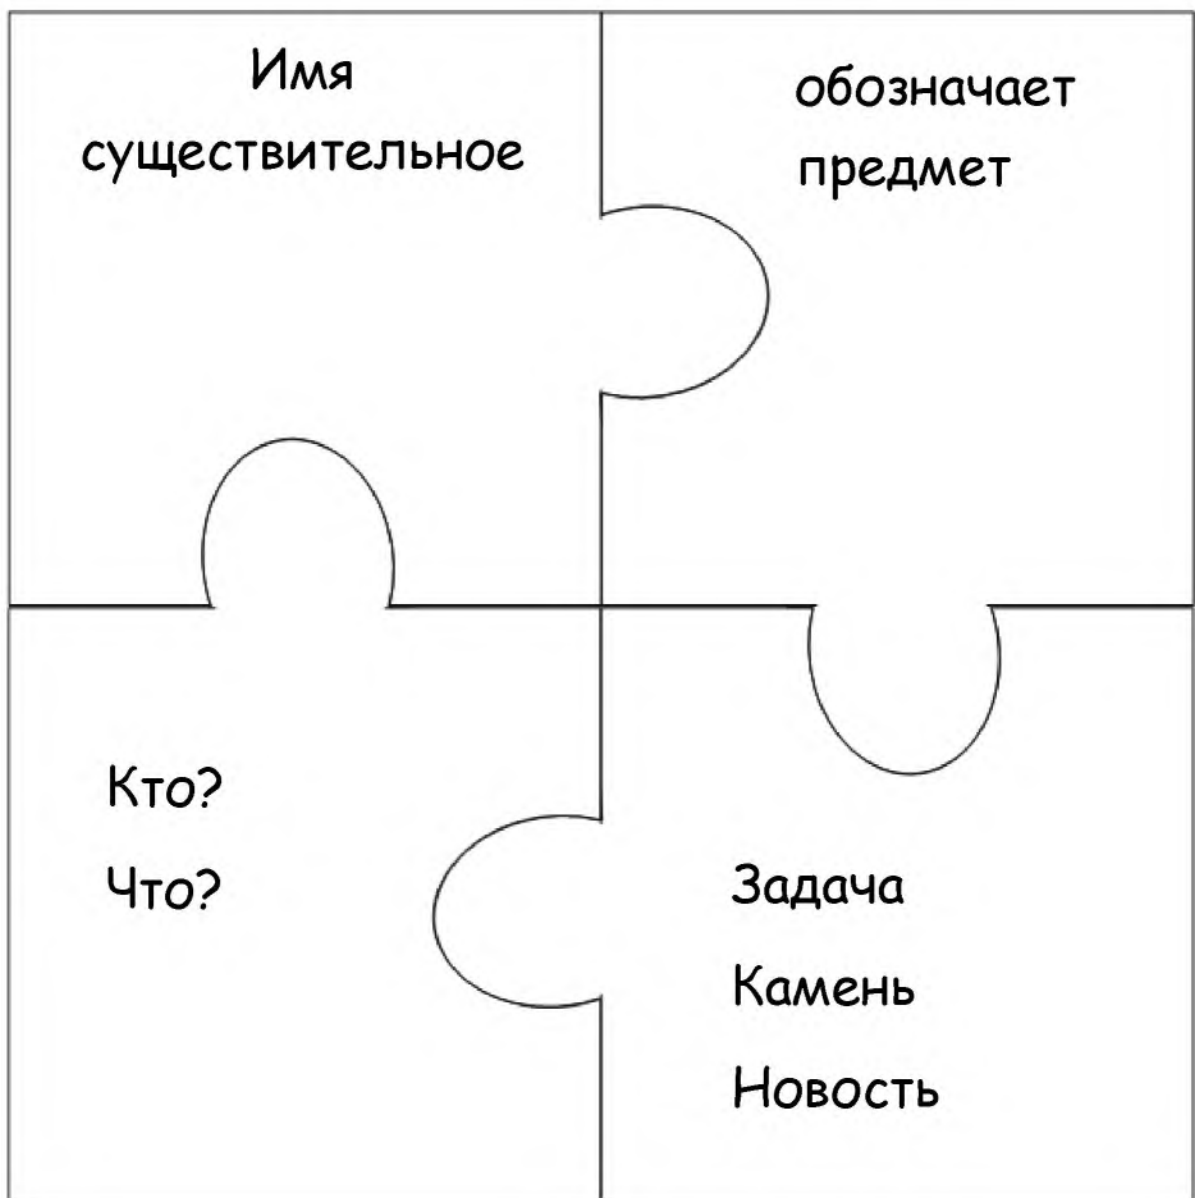 Имя
существительное
обозначает
предмет
Кто?
Что?
Задача
Камень
Новость